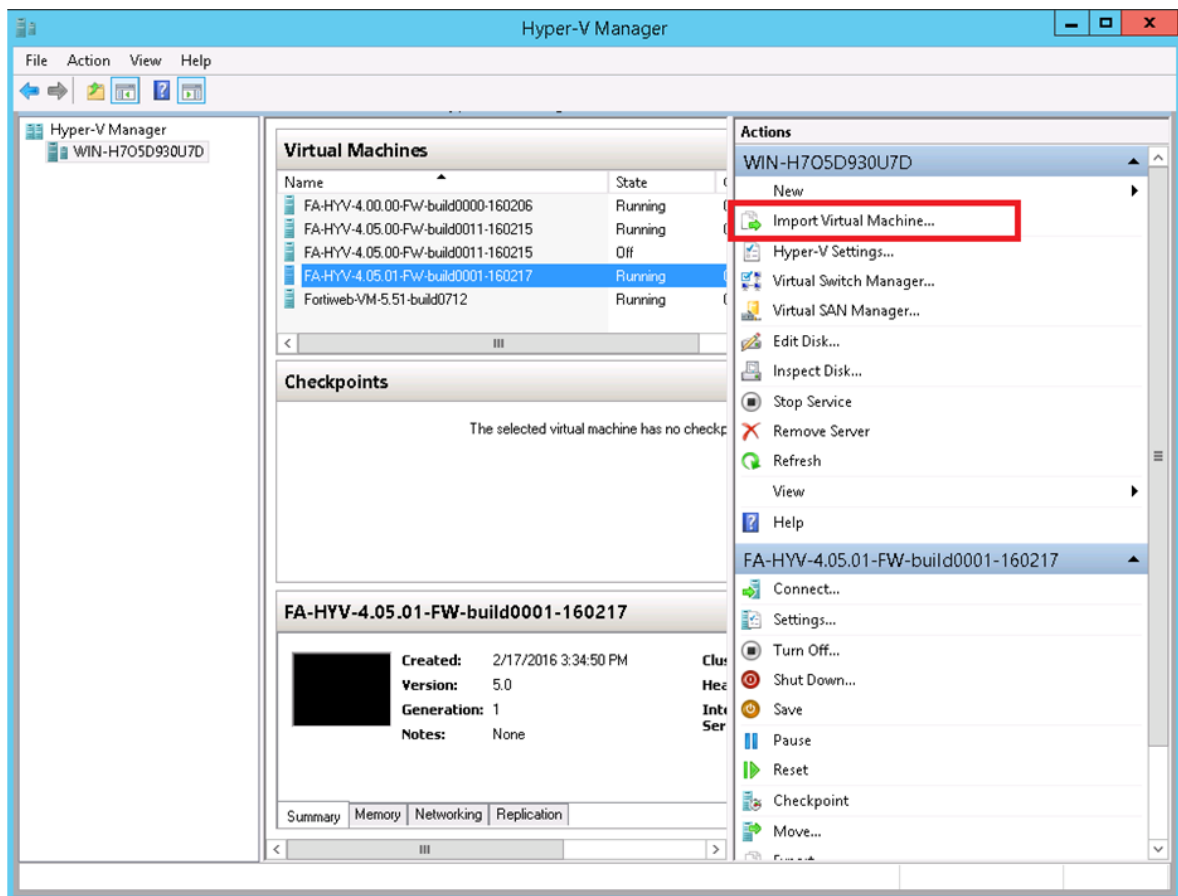 Hyper-V Manager
File Action View Help
Hyper-V Manager
WIN-H7O5D930U7D
Virtual Machines
Name State
FA-HYV-4.00.00-FW-build0000-160206 Running
FA-HYV-4.05.00-FW-build0011-160215 Running
FA-HYV-4.05.00-FW-build0011-160215 Off
FA-HYV-4.05.01-FW-build0001-160217 Running
Fortiweb-VM-5.51-build0712 Running
Checkpoints
The selected virtual machine has no checkp
FA-HYV-4.05.01-FW-build0001-160217
Created: 2/17/2016 3:34:50 PM Clus
Version: 5.0 Hea
Generation: 1 Inte
Ser
Notes: None
Summary Memory Networking Replication
Actions
WIN-H7O5D930U7D
New
Import Virtual Machine...
Hyper-V Settings...
Virtual Switch Manager...
Virtual SAN Manager...
Edit Disk...
Inspect Disk...
Stop Service
Remove Server
Refresh
View
Help
FA-HYV-4.05.01-FW-build0001-160217
Connect...
Settings...
Turn Off...
Shut Down...
Save
Pause
Reset
Checkpoint
Move...